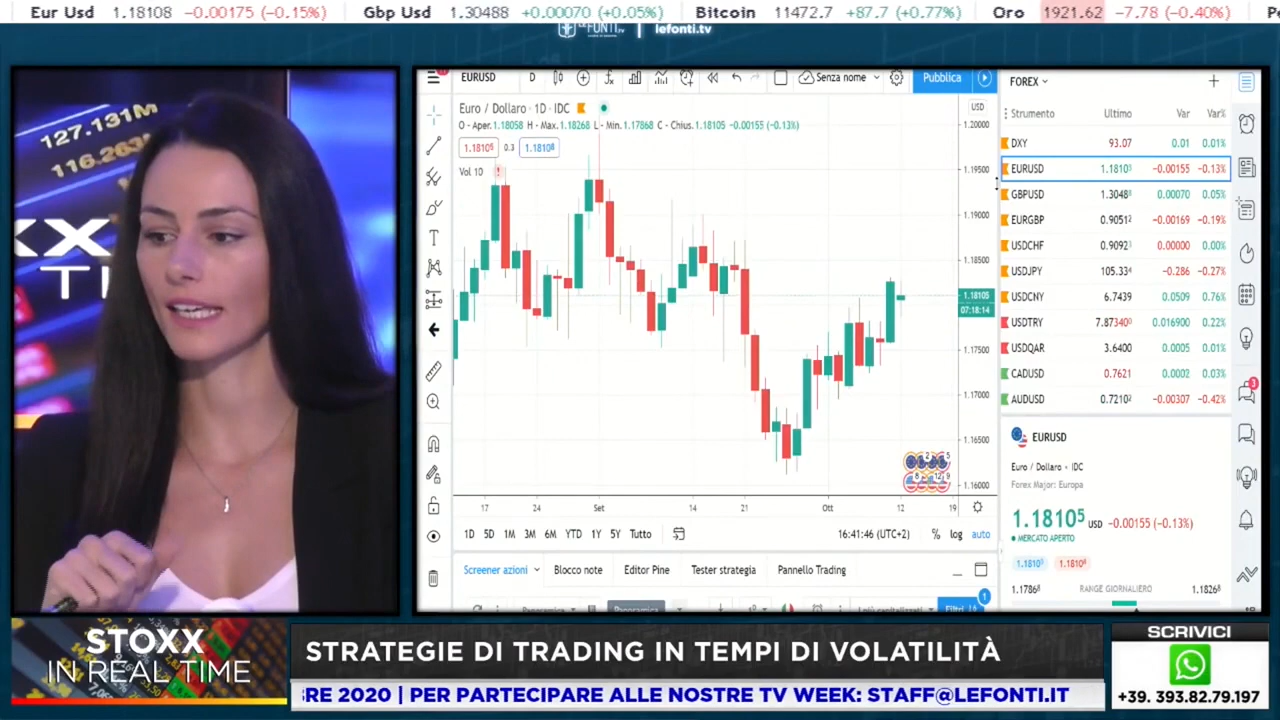 Eur Usd 1.18108 −0.00175 (−0.15%) Gbp Usd 1.30488 +0.00070 (+0.05%) Bitcoin 11472.7 +87.7 (+0.77%) Oro 1921.62 −7.78 (−0.40%)
LEFONTI.TV lefonti.tv
127.131M
XX
TI
EURUSD D Senza nome Pubblica
Euro / Dollaro · 1D · IDC
O - Aper. 1.18058 H - Max. 1.18268 L - Min. 1.17868 C - Chius. 1.18105 −0.00155 (−0.13%)
1.18105 0.3 1.18108
Vol 10
USD
1.20000
1.19500
1.19000
1.18500
1.18105
07:18:14
1.17500
1.17000
1.16500
1.16000
17 24 Set 14 21 Ott 12 19
1D 5D 1M 3M 6M YTD 1Y 5Y Tutto 16:41:46 (UTC+2) % log auto
Screener azioni Blocco note Editor Pine Tester strategia Pannello Trading
Panoramica
FOREX
Strumento Ultimo Var Var%
DXY 93.07 0.01 0.01%
EURUSD 1.18105 −0.00155 −0.13%
GBPUSD 1.3048 0.00070 0.05%
EURGBP 0.90512 −0.00169 −0.19%
USDCHF 0.9092 0.00000 0.00%
USDJPY 105.334 −0.286 −0.27%
USDCNY 6.7439 0.0509 0.76%
USDTRY 7.87340 0.016900 0.22%
USDQAR 3.6400 0.0005 0.01%
CADUSD 0.7621 0.0002 0.03%
AUDUSD 0.72102 −0.00307 −0.42%
EURUSD
Euro / Dollaro · IDC
Forex Major: Europa
1.18105 USD −0.00155 (−0.13%)
MERCATO APERTO
1.18105 1.18108
1.17868 RANGE GIORNALIERO 1.18268
STOXX
IN REAL TIME
STRATEGIE DI TRADING IN TEMPI DI VOLATILITÀ
RE 2020 | PER PARTECIPARE ALLE NOSTRE TV WEEK: STAFF@LEFONTI.IT
SCRIVICI
+39. 393.82.79.197